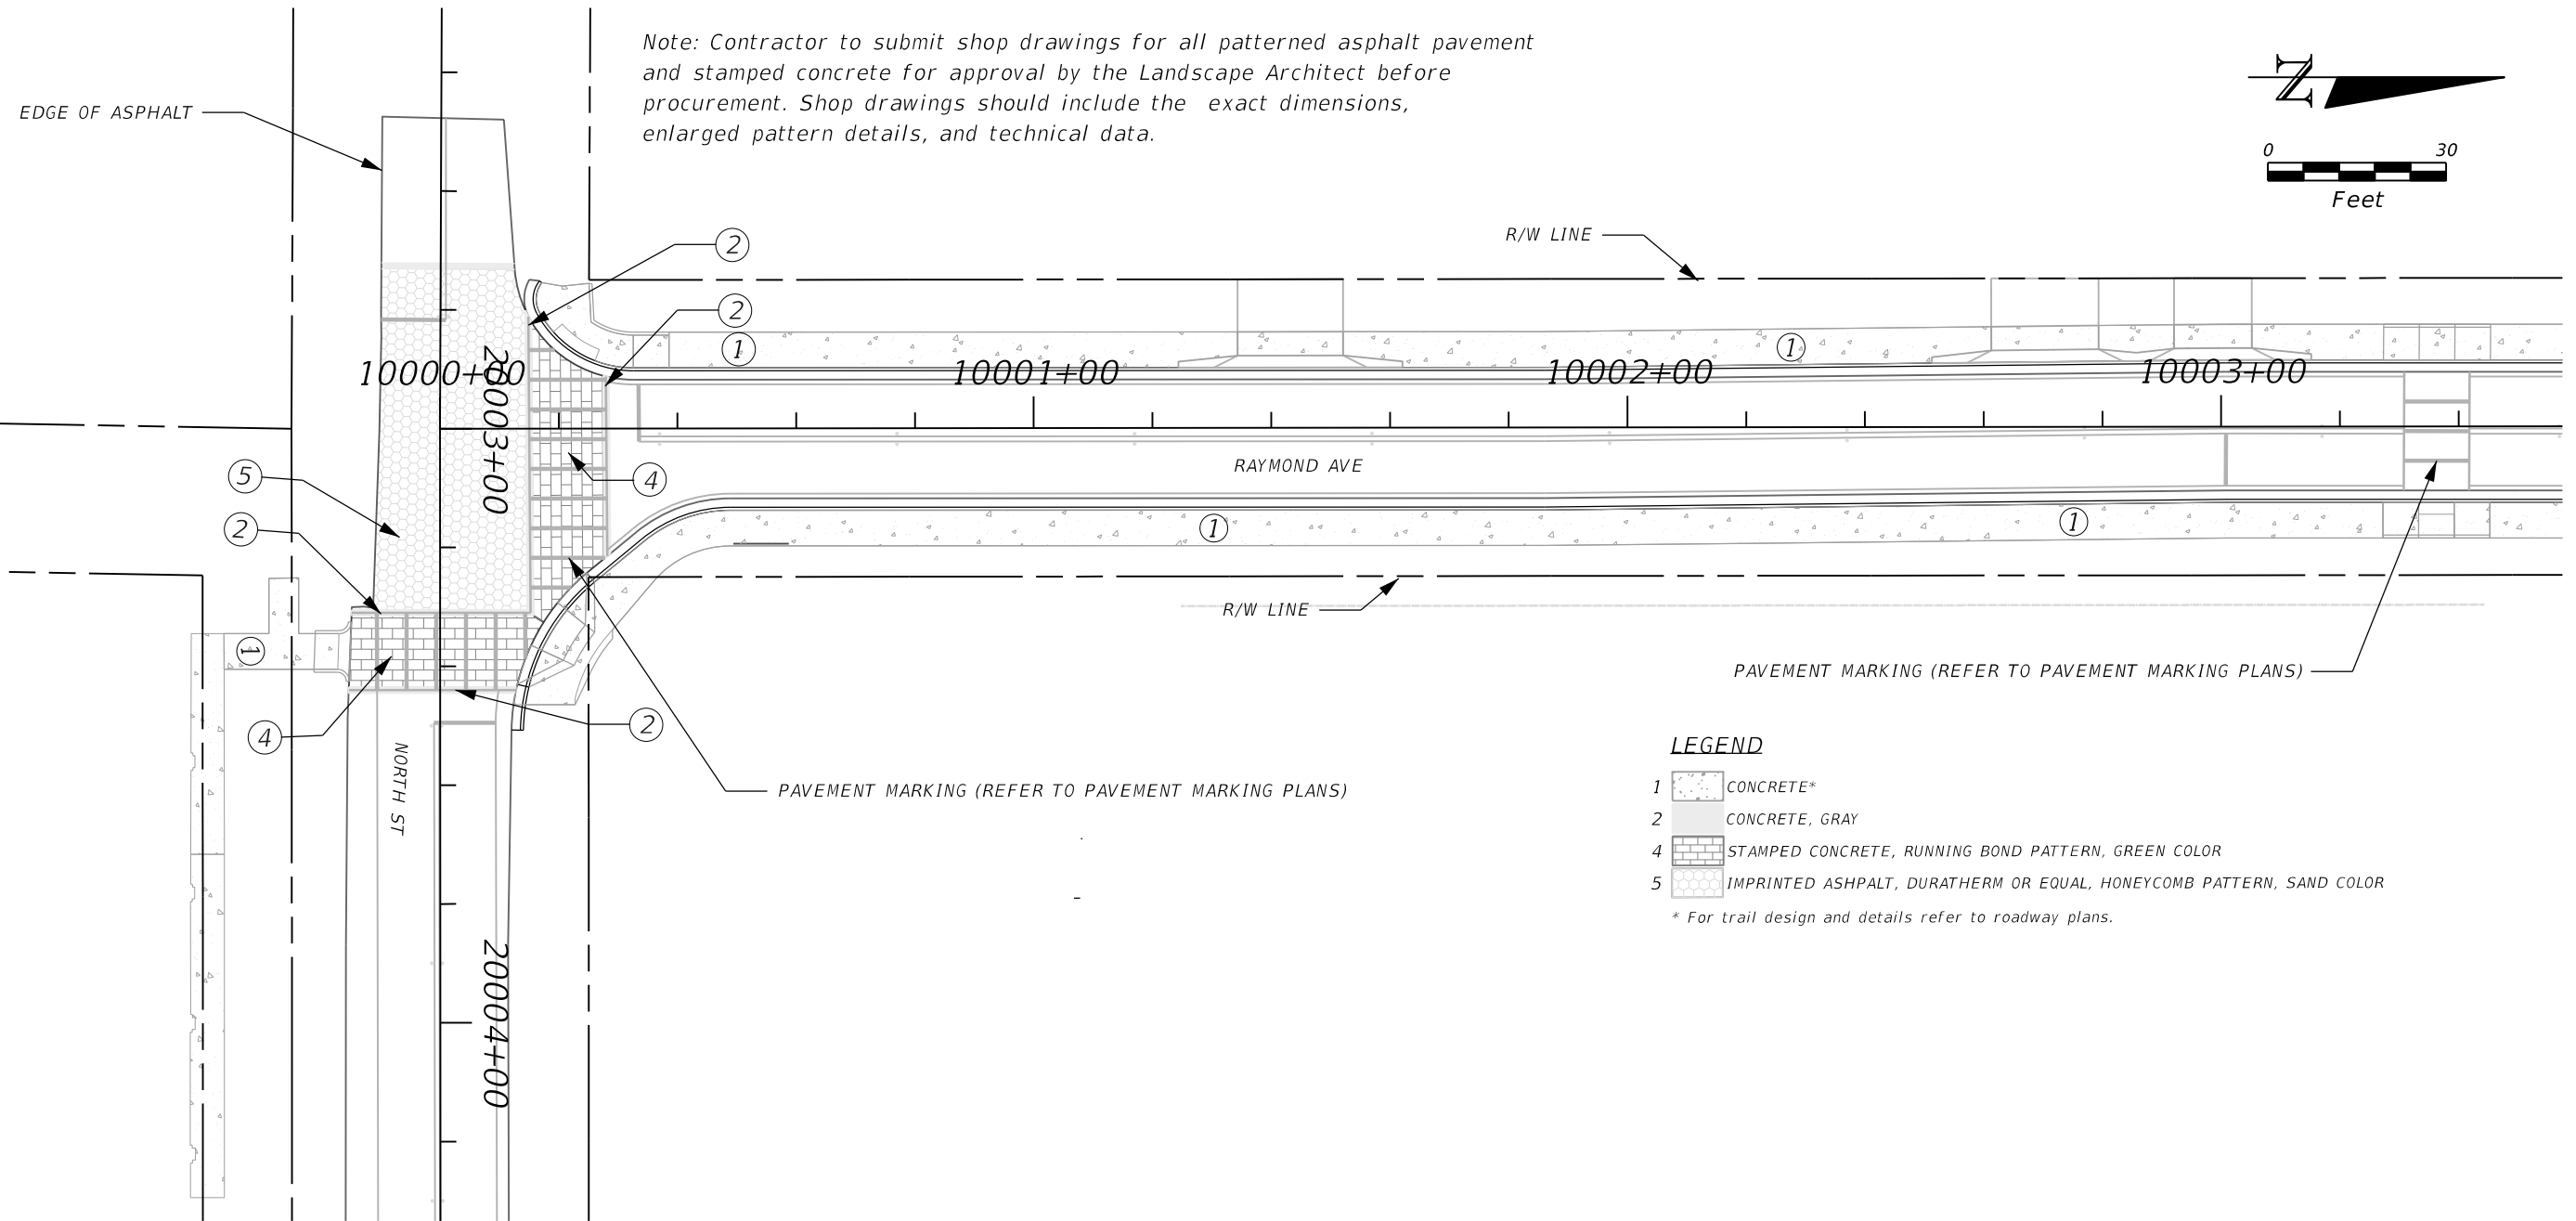 Note: Contractor to submit shop drawings for all patterned asphalt pavement
and stamped concrete for approval by the Landscape Architect before
procurement. Shop drawings should include the exact dimensions,
enlarged pattern details, and technical data.
N
0 30
Feet
EDGE OF ASPHALT
R/W LINE
2
2
1
1
10000+00
10001+00
10002+00
10003+00
20003+00
RAYMOND AVE
5
4
2
1
1
R/W LINE
1
4
2
PAVEMENT MARKING (REFER TO PAVEMENT MARKING PLANS)
NORTH ST
PAVEMENT MARKING (REFER TO PAVEMENT MARKING PLANS)
20004+00
LEGEND
1 CONCRETE*
2 CONCRETE, GRAY
4 STAMPED CONCRETE, RUNNING BOND PATTERN, GREEN COLOR
5 IMPRINTED ASHPALT, DURATHERM OR EQUAL, HONEYCOMB PATTERN, SAND COLOR
* For trail design and details refer to roadway plans.